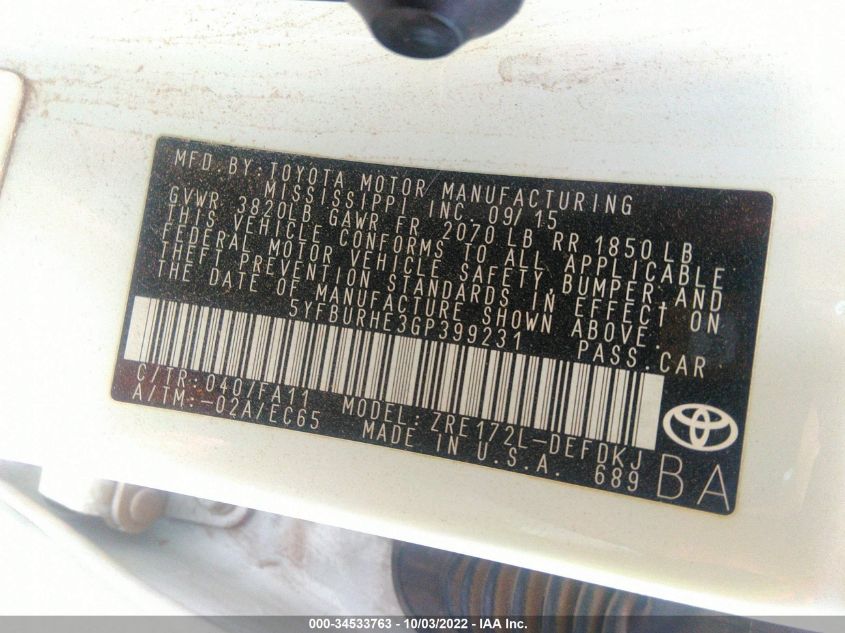 MFD. BY: TOYOTA MOTOR MANUFACTURING
MISSISSIPPI INC. 09/15
GVWR 3820LB GAWR FR 2070 LB RR 1850 LB
THIS VEHICLE CONFORMS TO ALL APPLICABLE
FEDERAL MOTOR VEHICLE SAFETY, BUMPER, AND
THEFT PREVENTION STANDARDS IN EFFECT ON
THE DATE OF MANUFACTURE SHOWN ABOVE.
5YFBURHE3GP399231 PASS. CAR
C/TR: 040/FA11 MODEL: ZRE172L-DEFDKJ
A/TM: -02A/EC65 MADE IN U.S.A. 689
BA
000-34533763 - 10/03/2022 - IAA Inc.